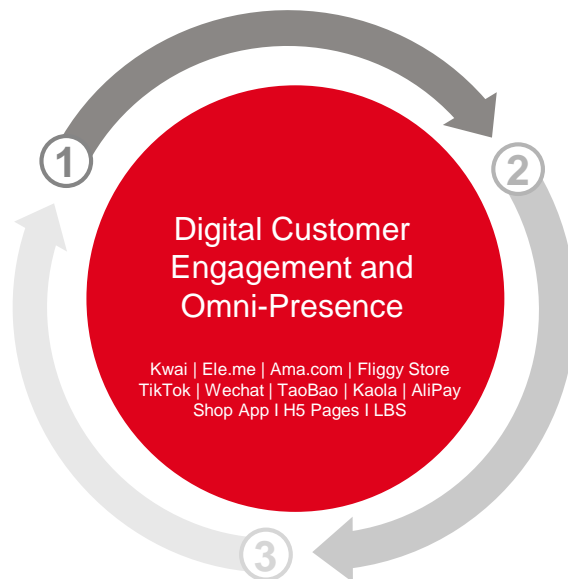 1
2
Digital Customer
Engagement and
Omni-Presence
Kwai | Ele.me | Ama.com | Fliggy Store
TikTok | Wechat | TaoBao | Kaola | AliPay
Shop App I H5 Pages I LBS
3